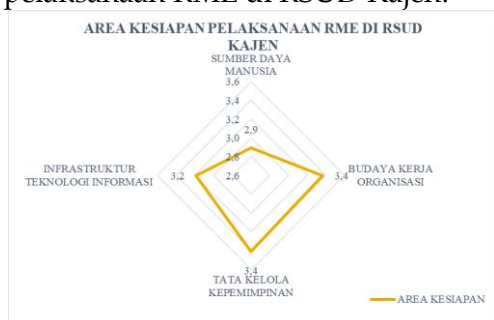 pelaksanaan RME di RSUD Kajen.
AREA KESIAPAN PELAKSANAAN RME DI RSUD
KAJEN
SUMBER DAYA
MANUSIA
3,6
3,4
3,2
3,0
2,9
2,8
2,6
INFRASTRUKTUR
TEKNOLOGI INFORMASI
3,2
3,4
BUDAYA KERJA
ORGANISASI
3,4
TATA KELOLA
KEPEMIMPINAN
AREA KESIAPAN